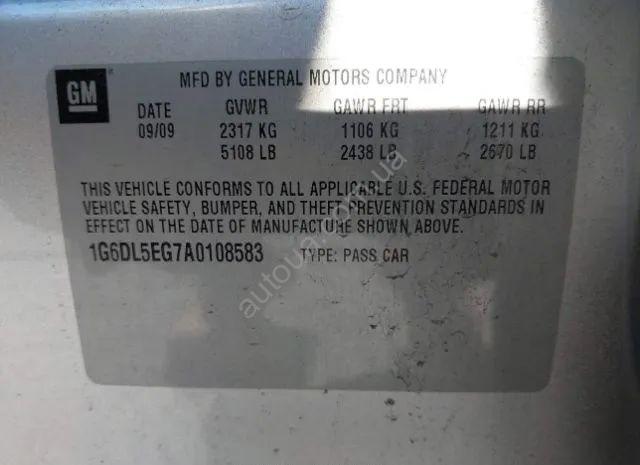 GM
MFD BY GENERAL MOTORS COMPANY
DATE GVWR GAWR FRT GAWR RR
09/09 2317 KG 1106 KG 1211 KG
5108 LB 2438 LB 2670 LB
THIS VEHICLE CONFORMS TO ALL APPLICABLE U.S. FEDERAL MOTOR
VEHICLE SAFETY, BUMPER, AND THEFT PREVENTION STANDARDS IN
EFFECT ON THE DATE OF MANUFACTURE SHOWN ABOVE.
1G6DL5EG7A0108583 TYPE: PASS CAR
autoua.com.ua